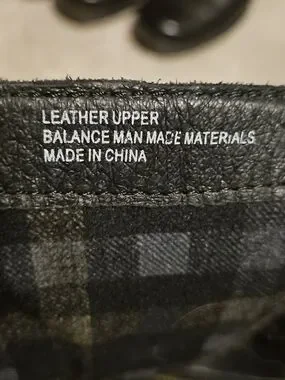 LEATHER UPPER
BALANCE MAN MADE MATERIALS
MADE IN CHINA